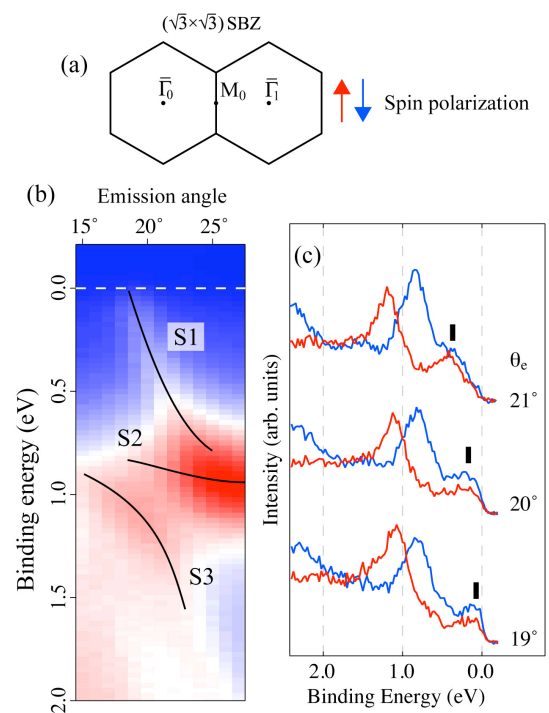 (√3×√3) SBZ
(a)
Γ̅₀
M₀
Γ̅₁
Spin polarization
(b)
Emission angle
15˚ 20˚ 25˚
Binding energy (eV)
0.0
0.5
1.0
1.5
2.0
S1
S2
S3
(c)
Intensity (arb. units)
θₑ
21˚
20˚
19˚
2.0 1.0 0.0
Binding Energy (eV)